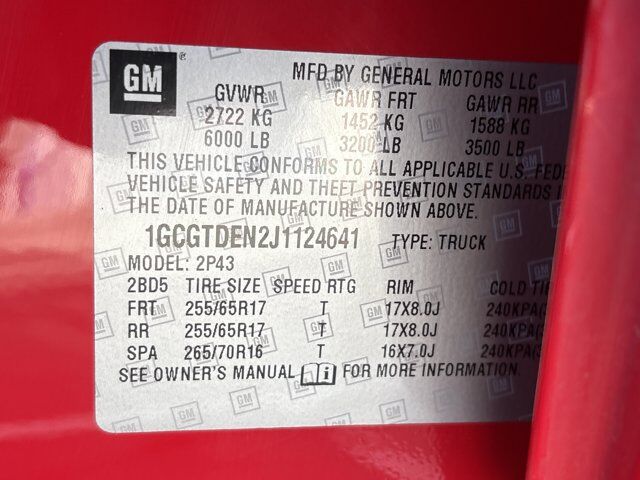 GM ®
MFD BY GENERAL MOTORS LLC
GVWR GAWR FRT GAWR RR
2722 KG 1452 KG 1588 KG
6000 LB 3200 LB 3500 LB
THIS VEHICLE CONFORMS TO ALL APPLICABLE U.S. FEDE
VEHICLE SAFETY AND THEFT PREVENTION STANDARDS I
THE DATE OF MANUFACTURE SHOWN ABOVE.
1GCGTDEN2J1124641 TYPE: TRUCK
MODEL: 2P43
2BD5 TIRE SIZE SPEED RTG RIM COLD TI
FRT 255/65R17 T 17X8.0J 240KPA(
RR 255/65R17 T 17X8.0J 240KPA(
SPA 265/70R16 T 16X7.0J 240KPA(
SEE OWNER'S MANUAL i FOR MORE INFORMATION.